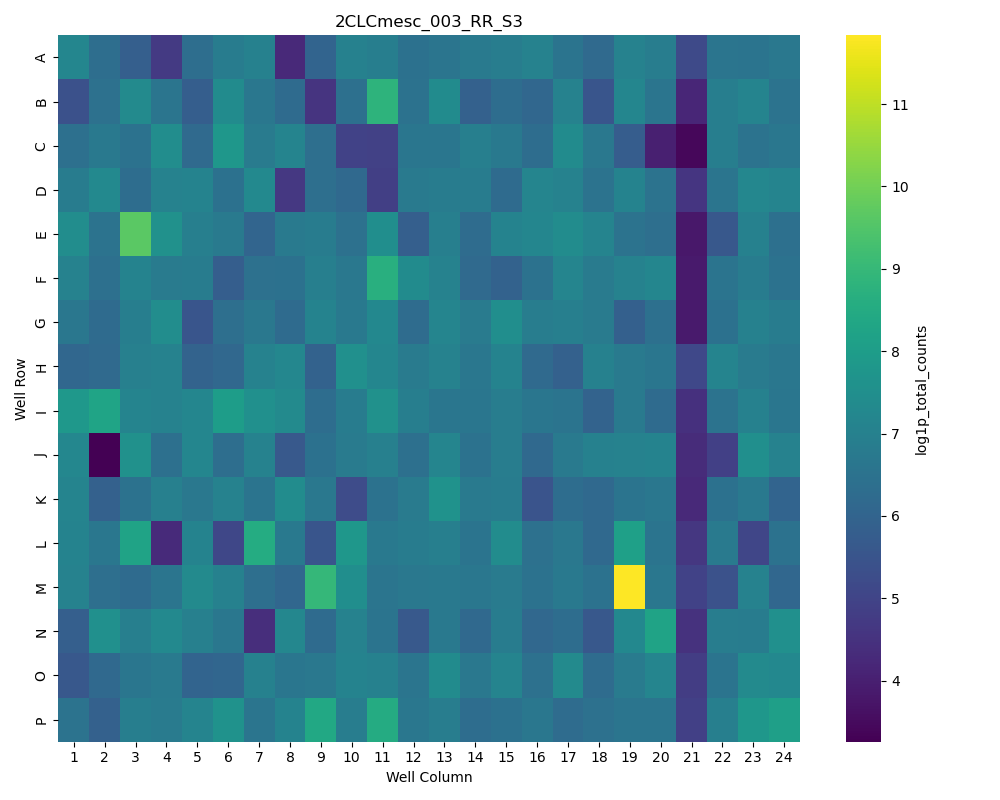 2CLCmesc_003_RR_S3
A
B
C
D
E
F
G
H
I
J
K
L
M
N
O
P
Well Row
1 2 3 4 5 6 7 8 9 10 11 12 13 14 15 16 17 18 19 20 21 22 23 24
Well Column
11
10
9
8
7
6
5
4
log1p_total_counts